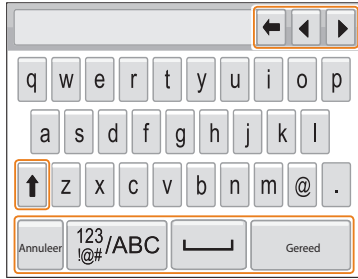 q w e r t y u i o p
a s d f g h j k l
z x c v b n m @ .
Annuleer 123 !@# /ABC Gereed